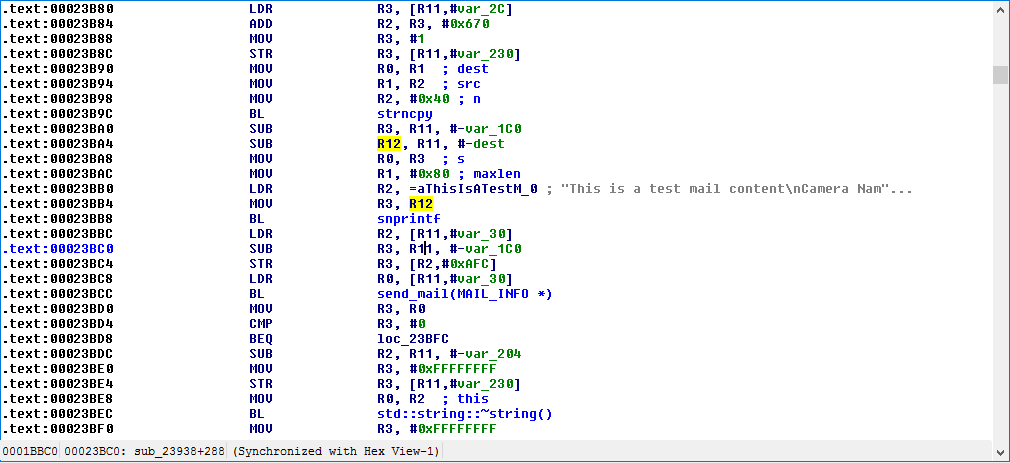 .text:00023B80 LDR R3, [R11,#var_2C]
.text:00023B84 ADD R2, R3, #0x670
.text:00023B88 MOV R3, #1
.text:00023B8C STR R3, [R11,#var_230]
.text:00023B90 MOV R0, R1 ; dest
.text:00023B94 MOV R1, R2 ; src
.text:00023B98 MOV R2, #0x40 ; n
.text:00023B9C BL strncpy
.text:00023BA0 SUB R3, R11, #-var_1C0
.text:00023BA4 SUB R12, R11, #-dest
.text:00023BA8 MOV R0, R3 ; s
.text:00023BAC MOV R1, #0x80 ; maxlen
.text:00023BB0 LDR R2, =aThisIsATestM_0 ; "This is a test mail content\nCamera Nam"...
.text:00023BB4 MOV R3, R12
.text:00023BB8 BL snprintf
.text:00023BBC LDR R2, [R11,#var_30]
.text:00023BC0 SUB R3, R11, #-var_1C0
.text:00023BC4 STR R3, [R2,#0xAFC]
.text:00023BC8 LDR R0, [R11,#var_30]
.text:00023BCC BL send_mail(MAIL_INFO *)
.text:00023BD0 MOV R3, R0
.text:00023BD4 CMP R3, #0
.text:00023BD8 BEQ loc_23BFC
.text:00023BDC SUB R2, R11, #-var_204
.text:00023BE0 MOV R3, #0xFFFFFFFF
.text:00023BE4 STR R3, [R11,#var_230]
.text:00023BE8 MOV R0, R2 ; this
.text:00023BEC BL std::string::~string()
.text:00023BF0 MOV R3, #0xFFFFFFFF
0001BBC0 00023BC0: sub_23938+288 (Synchronized with Hex View-1)